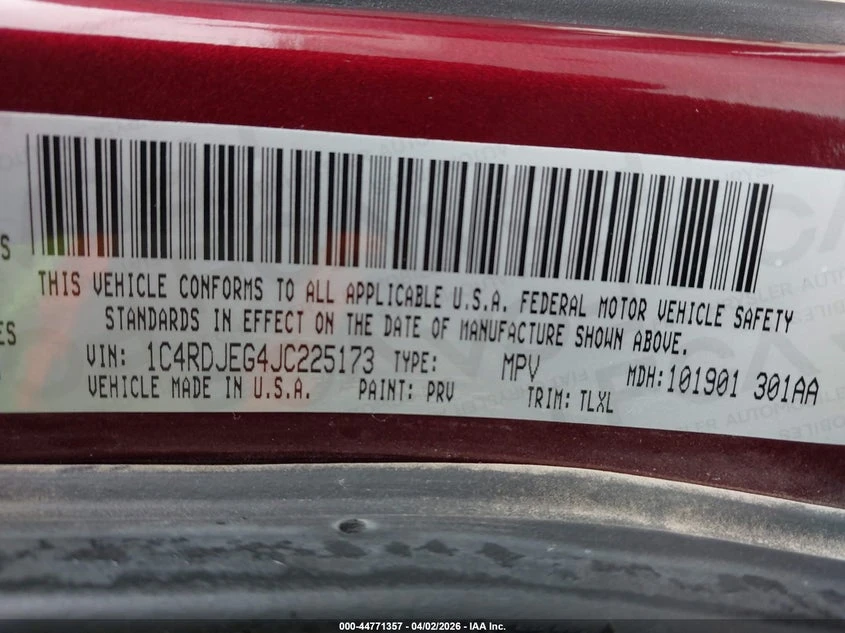 S
THIS VEHICLE CONFORMS TO ALL APPLICABLE U.S.A. FEDERAL MOTOR VEHICLE SAFETY
ES
STANDARDS IN EFFECT ON THE DATE OF MANUFACTURE SHOWN ABOVE.
VIN: 1C4RDJEG4JC225173 TYPE: MPV MDH:101901 301AA
VEHICLE MADE IN U.S.A. PAINT: PRV TRIM: TLXL
000-44771357 | 04/02/2026 | IAA Inc.